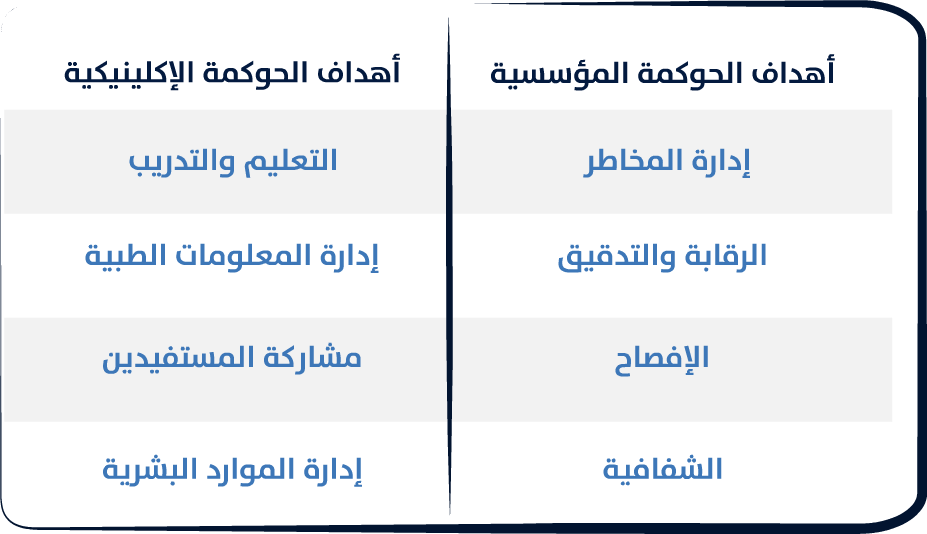 أهداف الحوكمة المؤسسية
أهداف الحوكمة الإكلينيكية
إدارة المخاطر
التعليم والتدريب
الرقابة والتدقيق
إدارة المعلومات الطبية
الإفصاح
مشاركة المستفيدين
الشفافية
إدارة الموارد البشرية